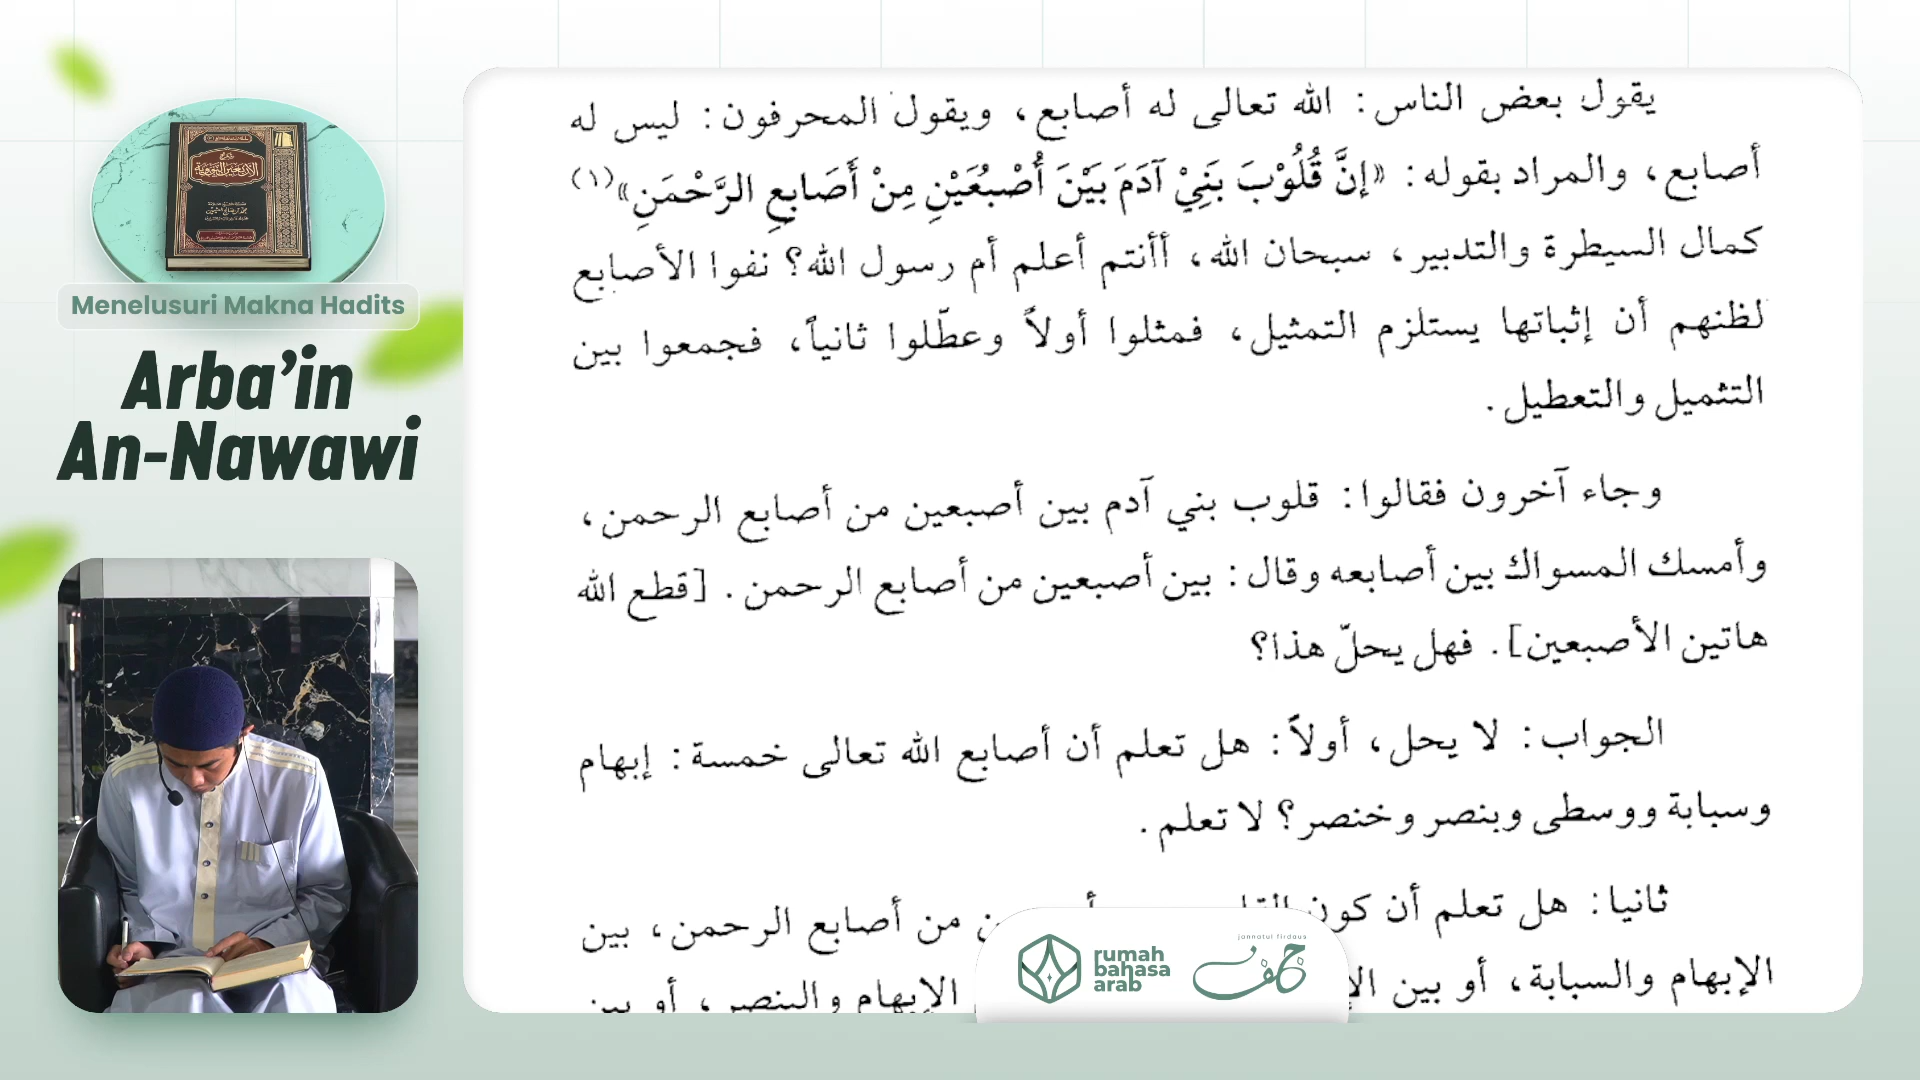 Menelusuri Makna Hadits
Arba’in
An-Nawawi
يقول بعض الناس: الله تعالى له أصابع، ويقول المحرفون: ليس له
أصابع، والمراد بقوله: «إنَّ قُلُوْبَ بَنِيْ آدَمَ بَيْنَ أُصْبُعَيْنِ مِنْ أَصَابِعِ الرَّحْمَنِ»(١)
كمال السيطرة والتدبير، سبحان الله، أأنتم أعلم أم رسول الله؟ نفوا الأصابع
لظنهم أن إثباتها يستلزم التمثيل، فمثلوا أولاً وعطّلوا ثانياً، فجمعوا بين
التثميل والتعطيل.
وجاء آخرون فقالوا: قلوب بني آدم بين أصبعين من أصابع الرحمن،
وأمسك المسواك بين أصابعه وقال: بين أصبعين من أصابع الرحمن. [قطع الله
هاتين الأصبعين]. فهل يحلّ هذا؟
الجواب: لا يحل، أولاً: هل تعلم أن أصابع الله تعالى خمسة: إبهام
وسبابة ووسطى وبنصر وخنصر؟ لا تعلم.
ثانيا: هل تعلم أن كون من أصابع الرحمن، بين
الإبهام والسبابة، أو بين الإبهام والبنصر، أو بين
rumah
bahasa
arab
jannatul firdaus